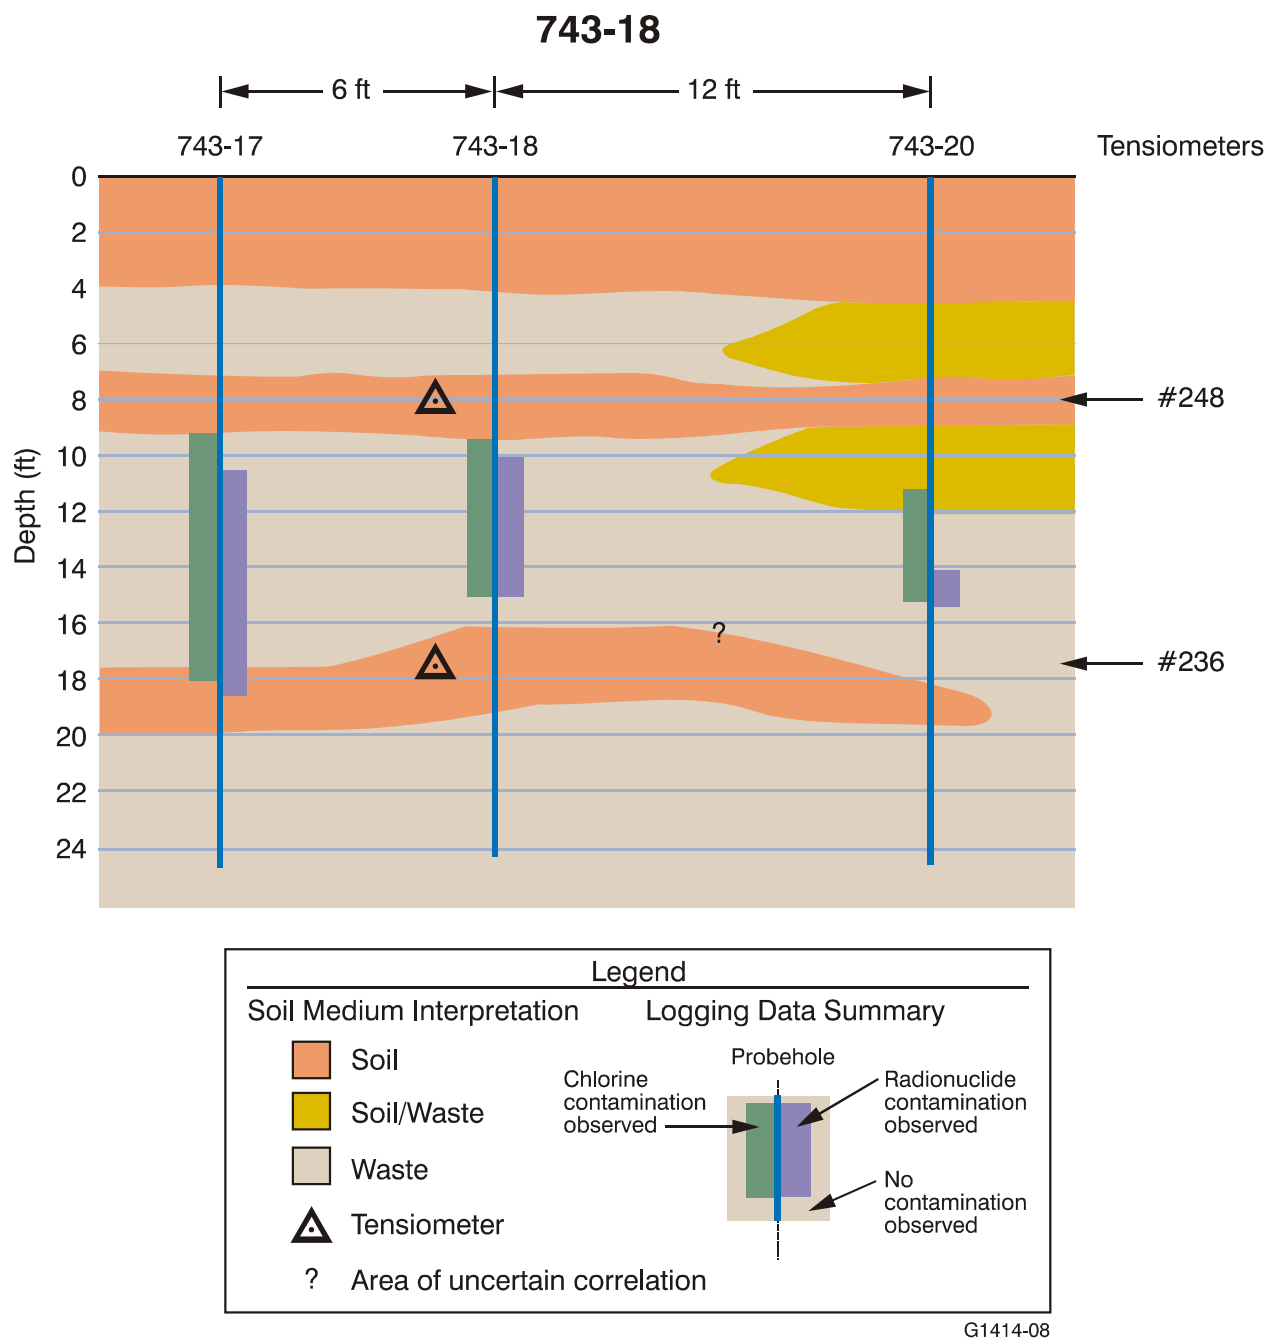 743-18
6 ft
12 ft
743-17
743-18
743-20
Tensiometers
0
2
4
6
8
10
12
14
16
18
20
22
24
Depth (ft)
#248
?
#236
Legend
Soil Medium Interpretation
Soil
Soil/Waste
Waste
Tensiometer
? Area of uncertain correlation
Logging Data Summary
Probehole
Chlorine
contamination
observed
Radionuclide
contamination
observed
No
contamination
observed
G1414-08